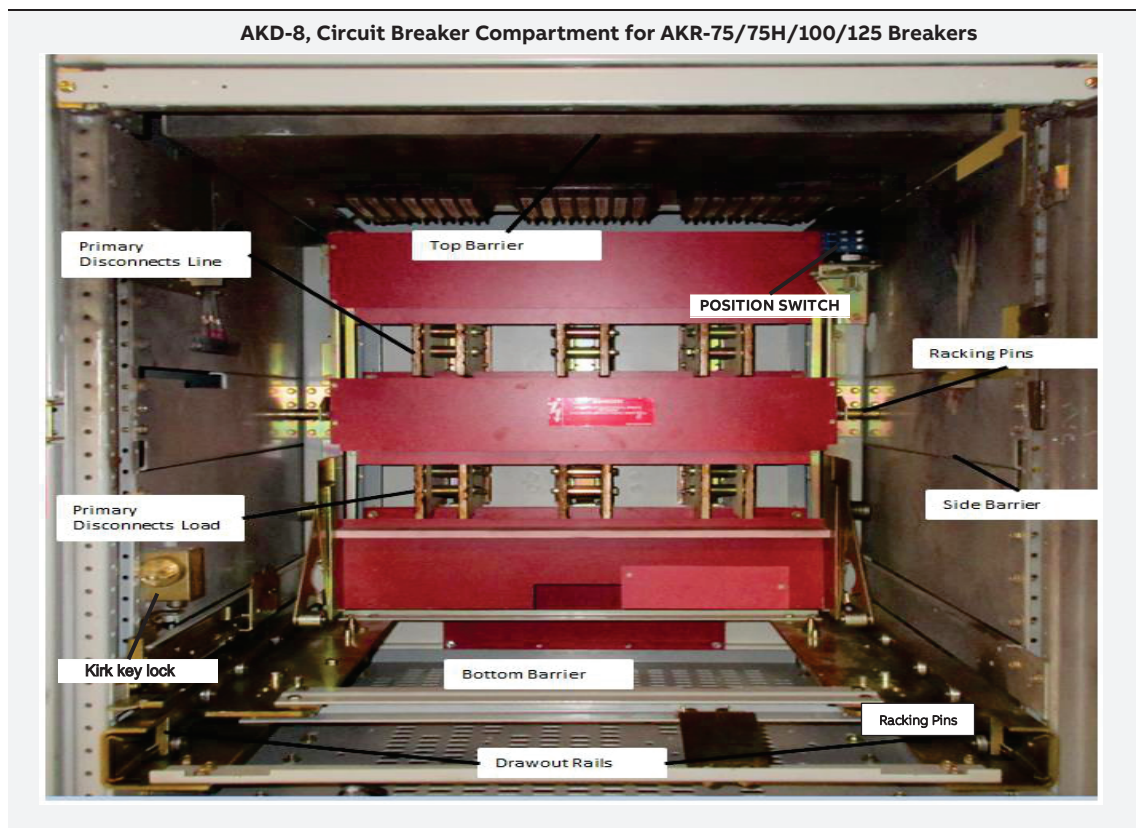 AKD-8, Circuit Breaker Compartment for AKR-75/75H/100/125 Breakers
Primary
Disconnects Line
Top Barrier
POSITION SWITCH
Racking Pins
Primary
Disconnects Load
Side Barrier
Kirk key lock
Bottom Barrier
Racking Pins
Drawout Rails